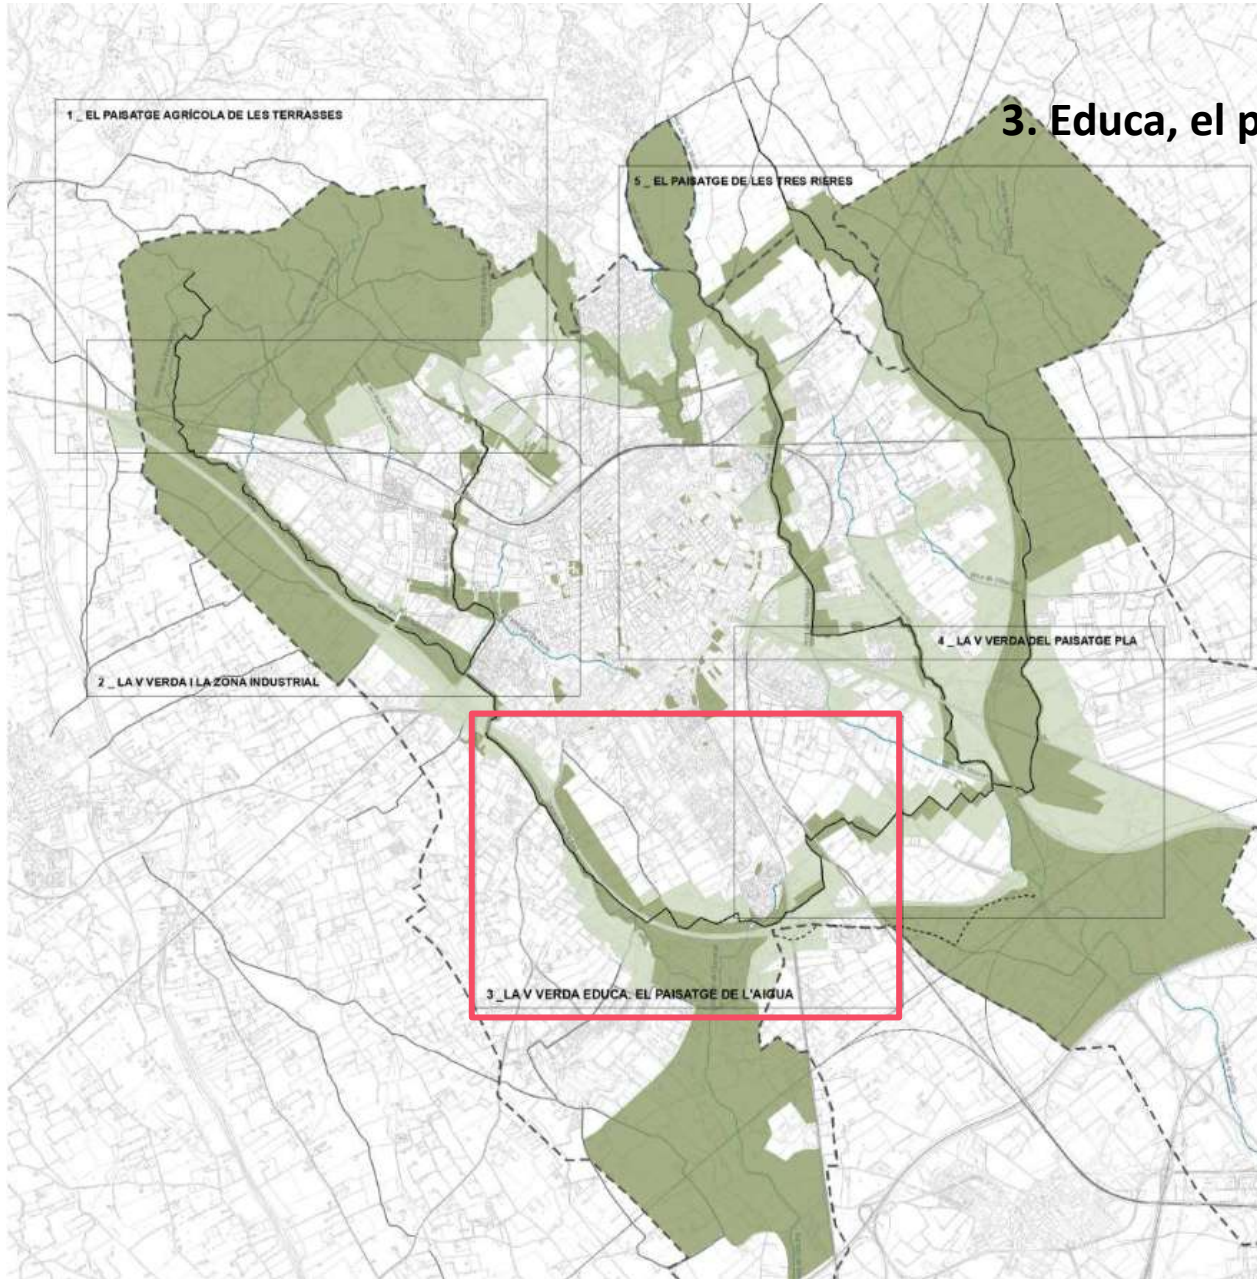 1 _ EL PAISATGE AGRÍCOLA DE LES TERRASSES
3. Educa, el p
5 _ EL PAISATGE DE LES TRES RIERES
4 _ LA V VERDA DEL PAISATGE PLA
2 _ LA V VERDA I LA ZONA INDUSTRIAL
3 _LA V VERDA EDUCA: EL PAISATGE DE L'AIGUA